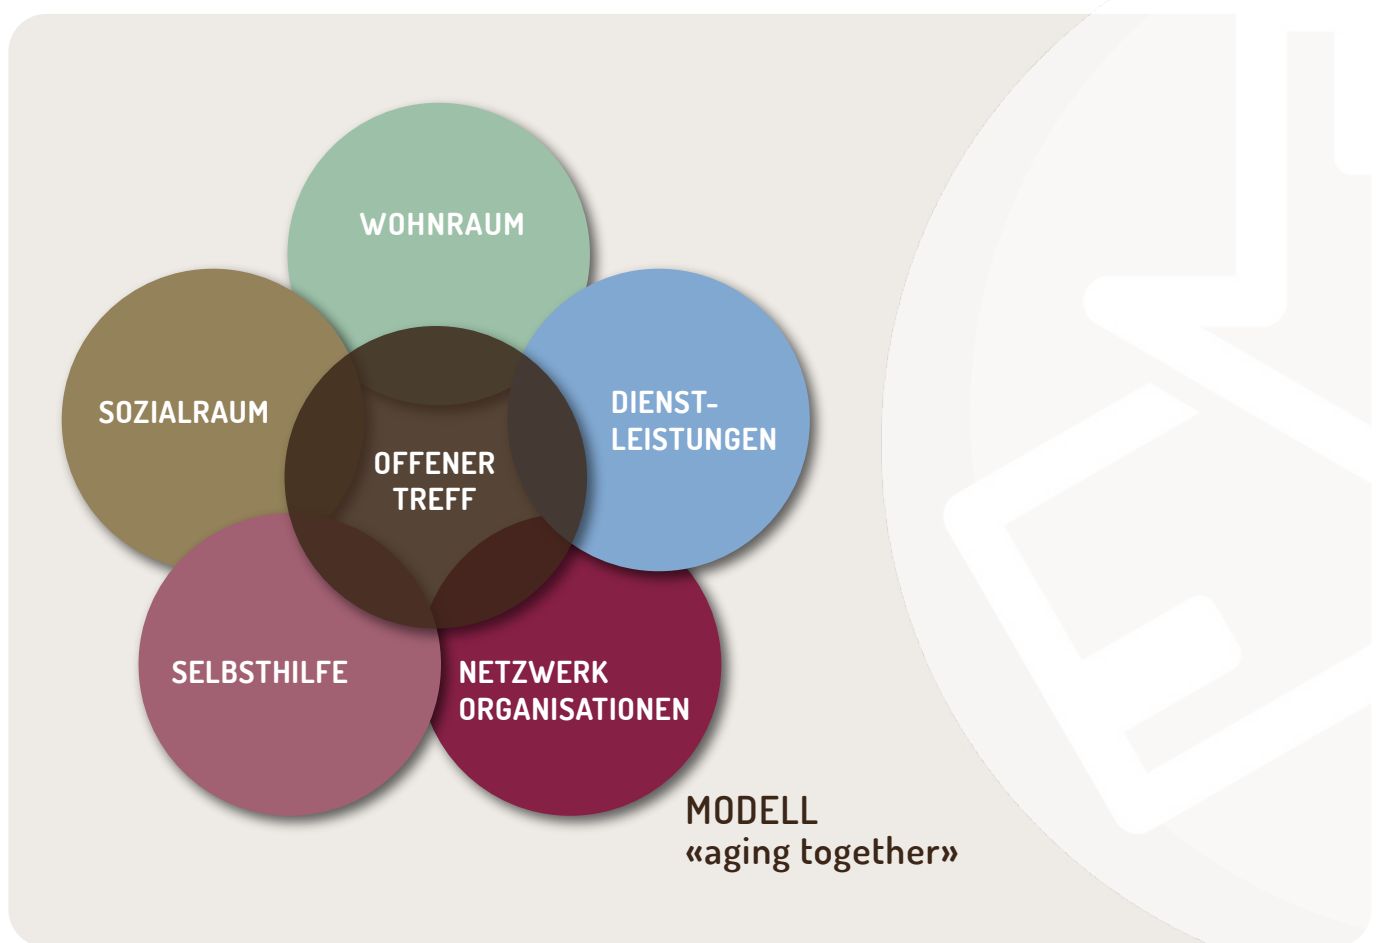 WOHNRAUM
SOZIALRAUM
DIENST-
LEISTUNGEN
OFFENER
TREFF
SELBSTHILFE
NETZWERK
ORGANISATIONEN
MODELL
«aging together»